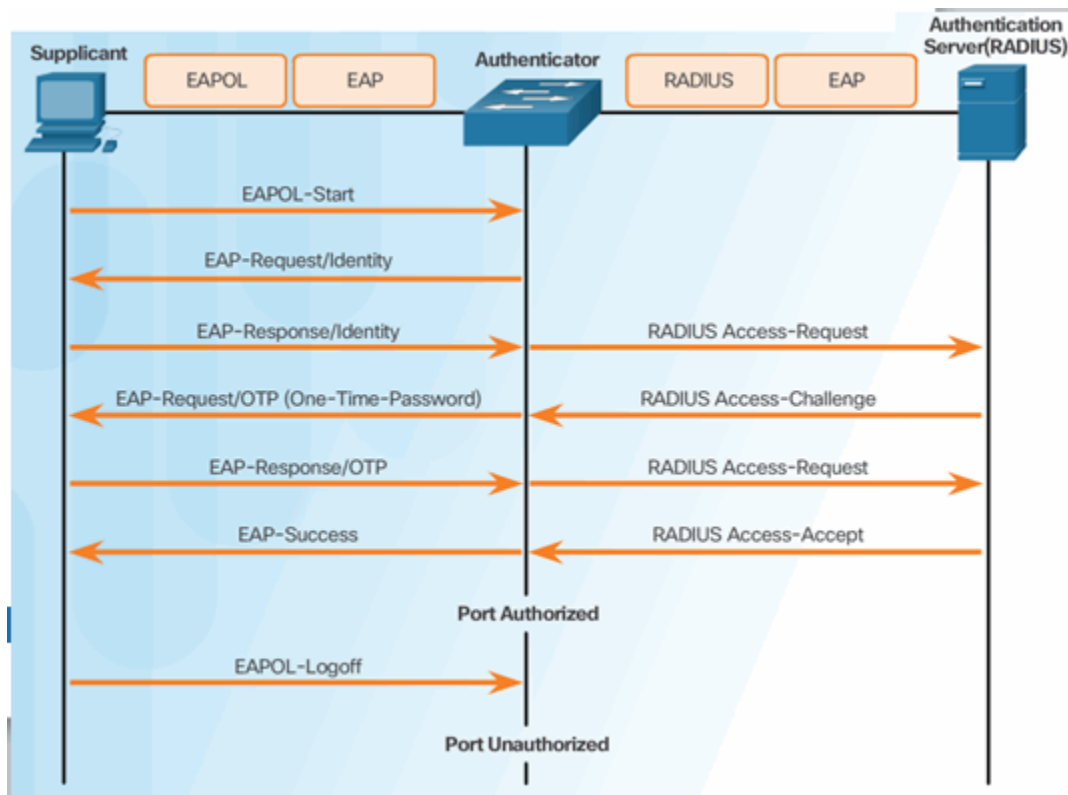 Authentication
Server(RADIUS)
Supplicant
Authenticator
EAPOL
EAP
RADIUS
EAP
EAPOL-Start
EAP-Request/Identity
EAP-Response/Identity
RADIUS Access-Request
EAP-Request/OTP (One-Time-Password)
RADIUS Access-Challenge
EAP-Response/OTP
RADIUS Access-Request
EAP-Success
RADIUS Access-Accept
Port Authorized
EAPOL-Logoff
Port Unauthorized